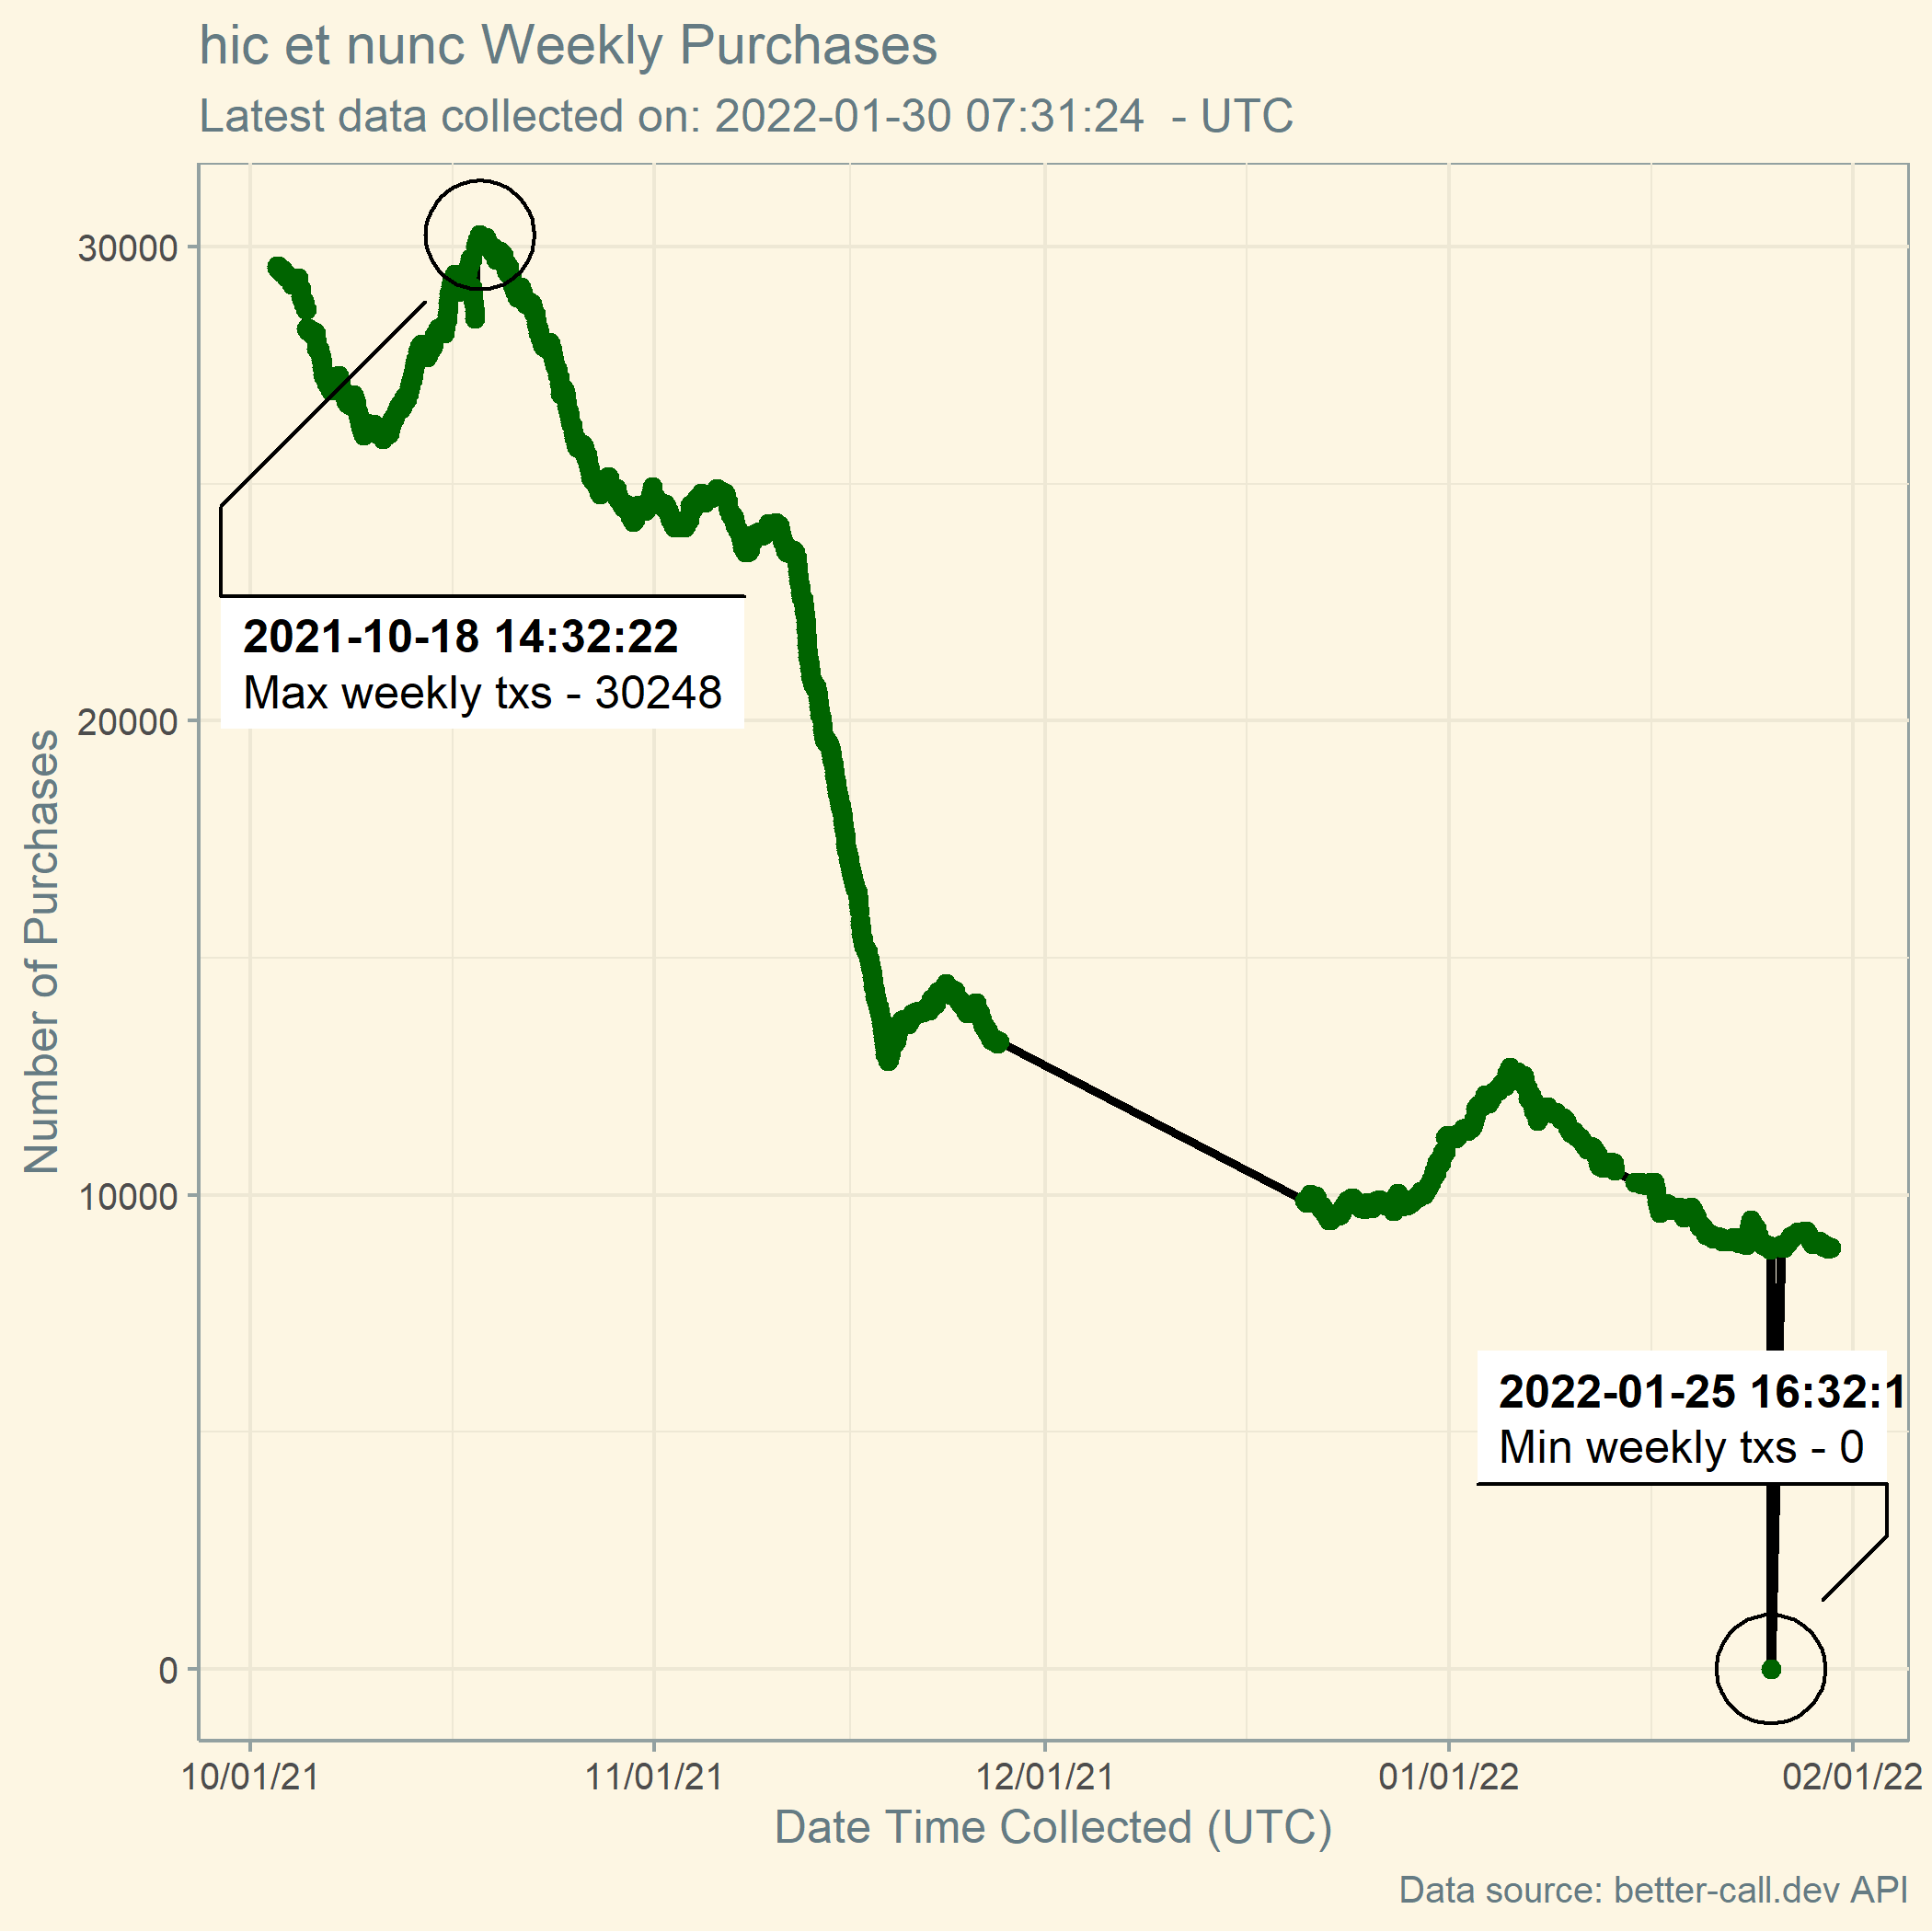 hic et nunc Weekly Purchases
Latest data collected on: 2022-01-30 07:31:24 - UTC
Number of Purchases
30000
20000
10000
0
2021-10-18 14:32:22
Max weekly txs - 30248
2022-01-25 16:32:1
Min weekly txs - 0
10/01/21
11/01/21
12/01/21
01/01/22
02/01/22
Date Time Collected (UTC)
Data source: better-call.dev API